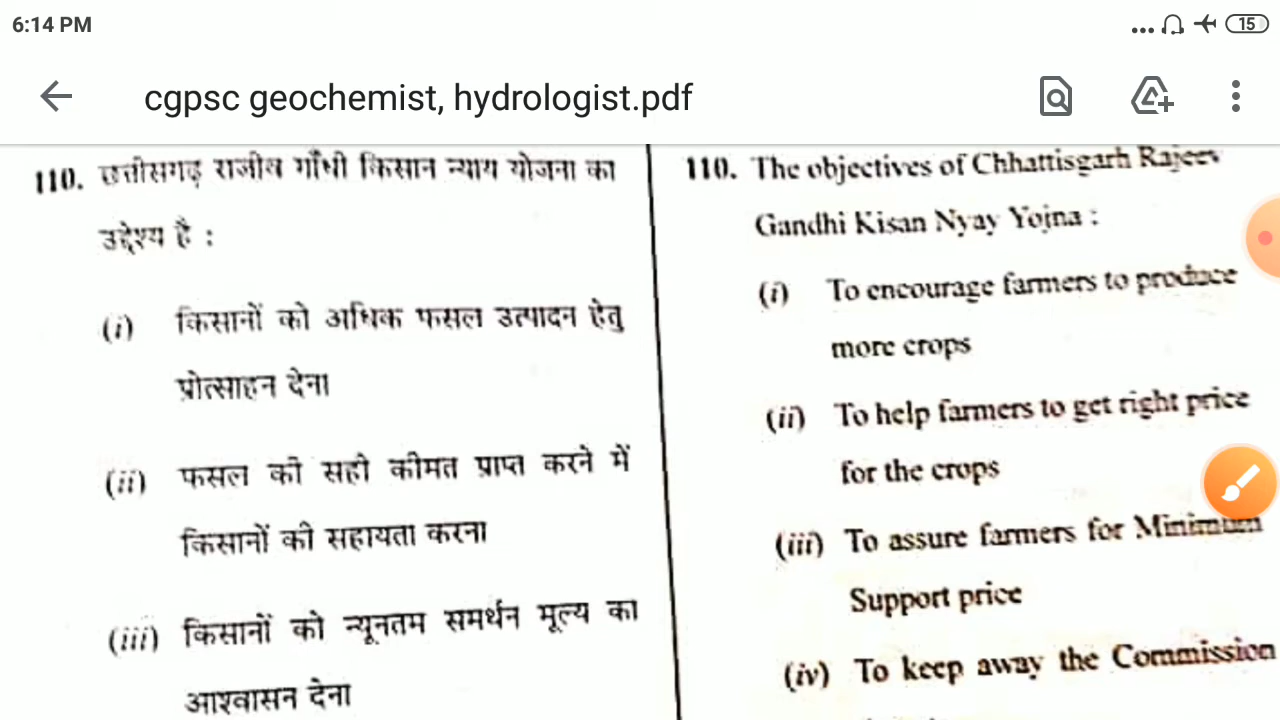 6:14 PM
15
cgpsc geochemist, hydrologist.pdf
110. छत्तीसगढ़ राजीव गाँधी किसान न्याय योजना का
उद्देश्य है :
(i) किसानों को अधिक फसल उत्पादन हेतु
प्रोत्साहन देना
(ii) फसल की सही कीमत प्राप्त करने में
किसानों की सहायता करना
(iii) किसानों को न्यूनतम समर्थन मूल्य का
आश्वासन देना
110. The objectives of Chhattisgarh Rajeev
Gandhi Kisan Nyay Yojna :
(i) To encourage farmers to produce
more crops
(ii) To help farmers to get right price
for the crops
(iii) To assure farmers for Minimum
Support price
(iv) To keep away the Commission